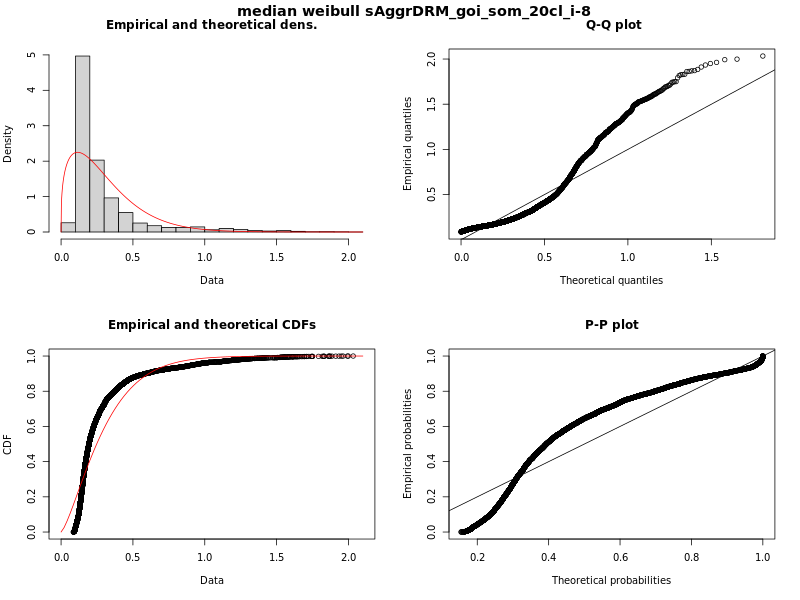 median weibull sAggrDRM_goi_som_20cl_i-8
Empirical and theoretical dens.
Density
0 1 2 3 4 5
0.0 0.5 1.0 1.5 2.0
Data
Q-Q plot
Empirical quantiles
0.5 1.0 1.5 2.0
0.0 0.5 1.0 1.5
Theoretical quantiles
Empirical and theoretical CDFs
CDF
0.0 0.2 0.4 0.6 0.8 1.0
0.0 0.5 1.0 1.5 2.0
Data
P-P plot
Empirical probabilities
0.0 0.2 0.4 0.6 0.8 1.0
0.2 0.4 0.6 0.8 1.0
Theoretical probabilities